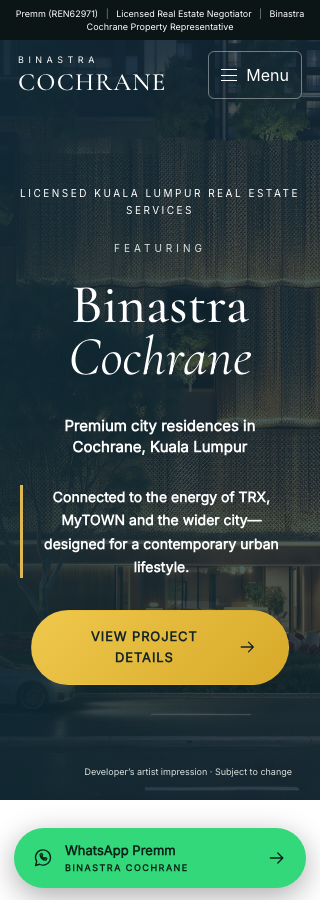 Premm (REN62971) | Licensed Real Estate Negotiator | Binastra
Cochrane Property Representative
BINASTRA
COCHRANE
Menu
LICENSED KUALA LUMPUR REAL ESTATE
SERVICES
FEATURING
Binastra
Cochrane
Premium city residences in
Cochrane, Kuala Lumpur
Connected to the energy of TRX,
MyTOWN and the wider city—
designed for a contemporary urban
lifestyle.
VIEW PROJECT
DETAILS
Developer's artist impression · Subject to change
WhatsApp Premm
BINASTRA COCHRANE